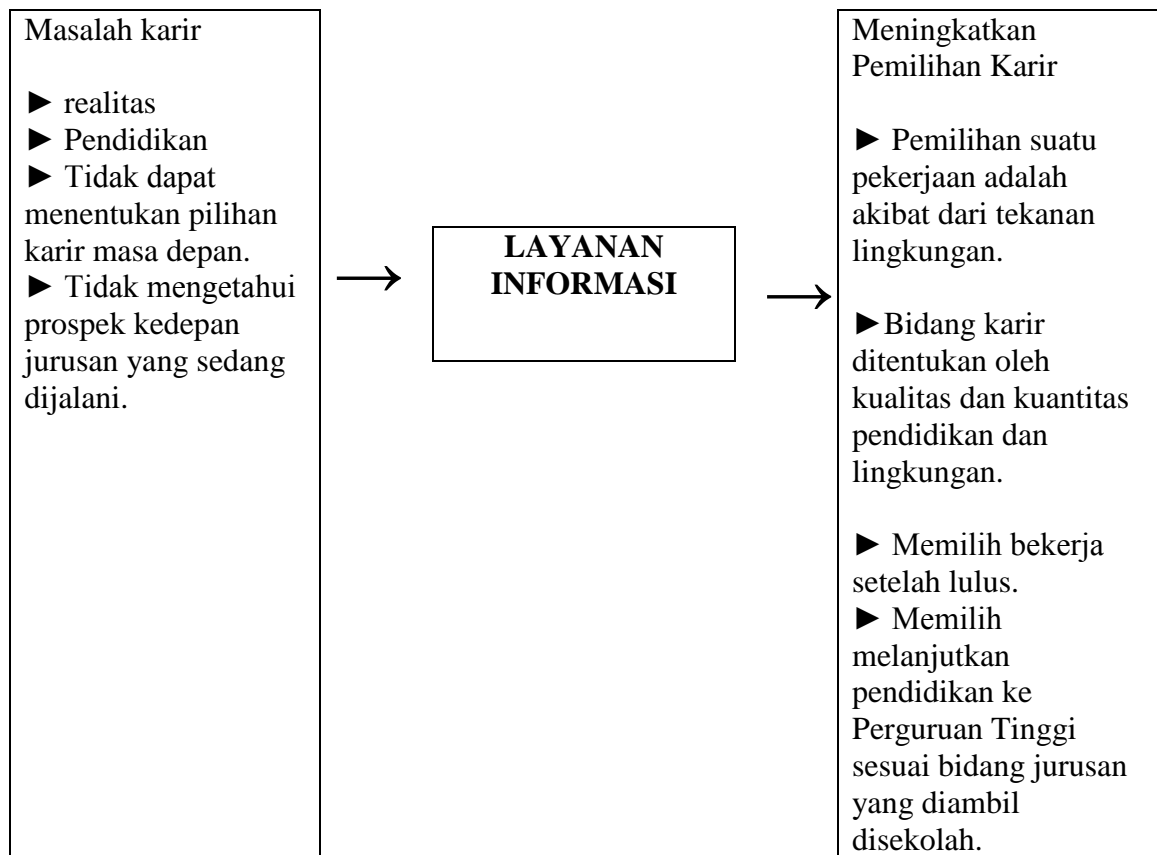 Masalah karir
► realitas
► Pendidikan
► Tidak dapat
menentukan pilihan
karir masa depan.
► Tidak mengetahui
prospek kedepan
jurusan yang sedang
dijalani.
→
LAYANAN
INFORMASI
→
Meningkatkan
Pemilihan Karir
► Pemilihan suatu
pekerjaan adalah
akibat dari tekanan
lingkungan.
►Bidang karir
ditentukan oleh
kualitas dan kuantitas
pendidikan dan
lingkungan.
► Memilih bekerja
setelah lulus.
► Memilih
melanjutkan
pendidikan ke
Perguruan Tinggi
sesuai bidang jurusan
yang diambil
disekolah.